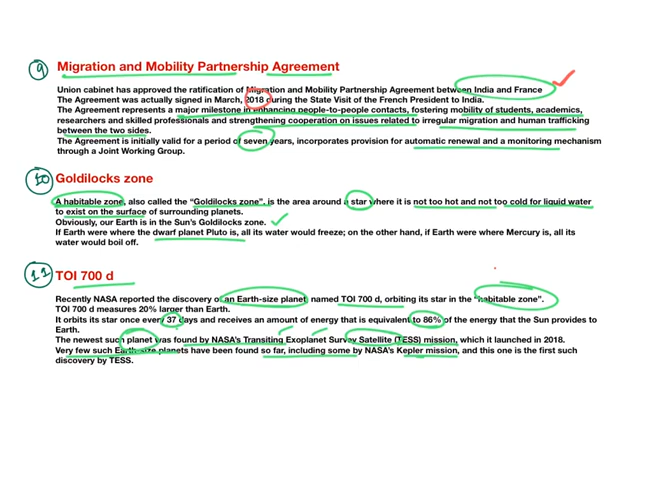 9 Migration and Mobility Partnership Agreement
Union cabinet has approved the ratification of Migration and Mobility Partnership Agreement between India and France
The Agreement was actually signed in March, 2018 during the State Visit of the French President to India.
The Agreement represents a major milestone in enhancing people-to-people contacts, fostering mobility of students, academics,
researchers and skilled professionals and strengthening cooperation on issues related to irregular migration and human trafficking
between the two sides.
The Agreement is initially valid for a period of seven years, incorporates provision for automatic renewal and a monitoring mechanism
through a Joint Working Group.
10 Goldilocks zone
A habitable zone, also called the “Goldilocks zone”, is the area around a star where it is not too hot and not too cold for liquid water
to exist on the surface of surrounding planets.
Obviously, our Earth is in the Sun’s Goldilocks zone.
If Earth were where the dwarf planet Pluto is, all its water would freeze; on the other hand, if Earth were where Mercury is, all its
water would boil off.
11 TOI 700 d
Recently NASA reported the discovery of an Earth-size planet, named TOI 700 d, orbiting its star in the “habitable zone”.
TOI 700 d measures 20% larger than Earth.
It orbits its star once every 37 days and receives an amount of energy that is equivalent to 86% of the energy that the Sun provides to
Earth.
The newest such planet was found by NASA’s Transiting Exoplanet Survey Satellite (TESS) mission, which it launched in 2018.
Very few such Earth-size planets have been found so far, including some by NASA’s Kepler mission, and this one is the first such
discovery by TESS.